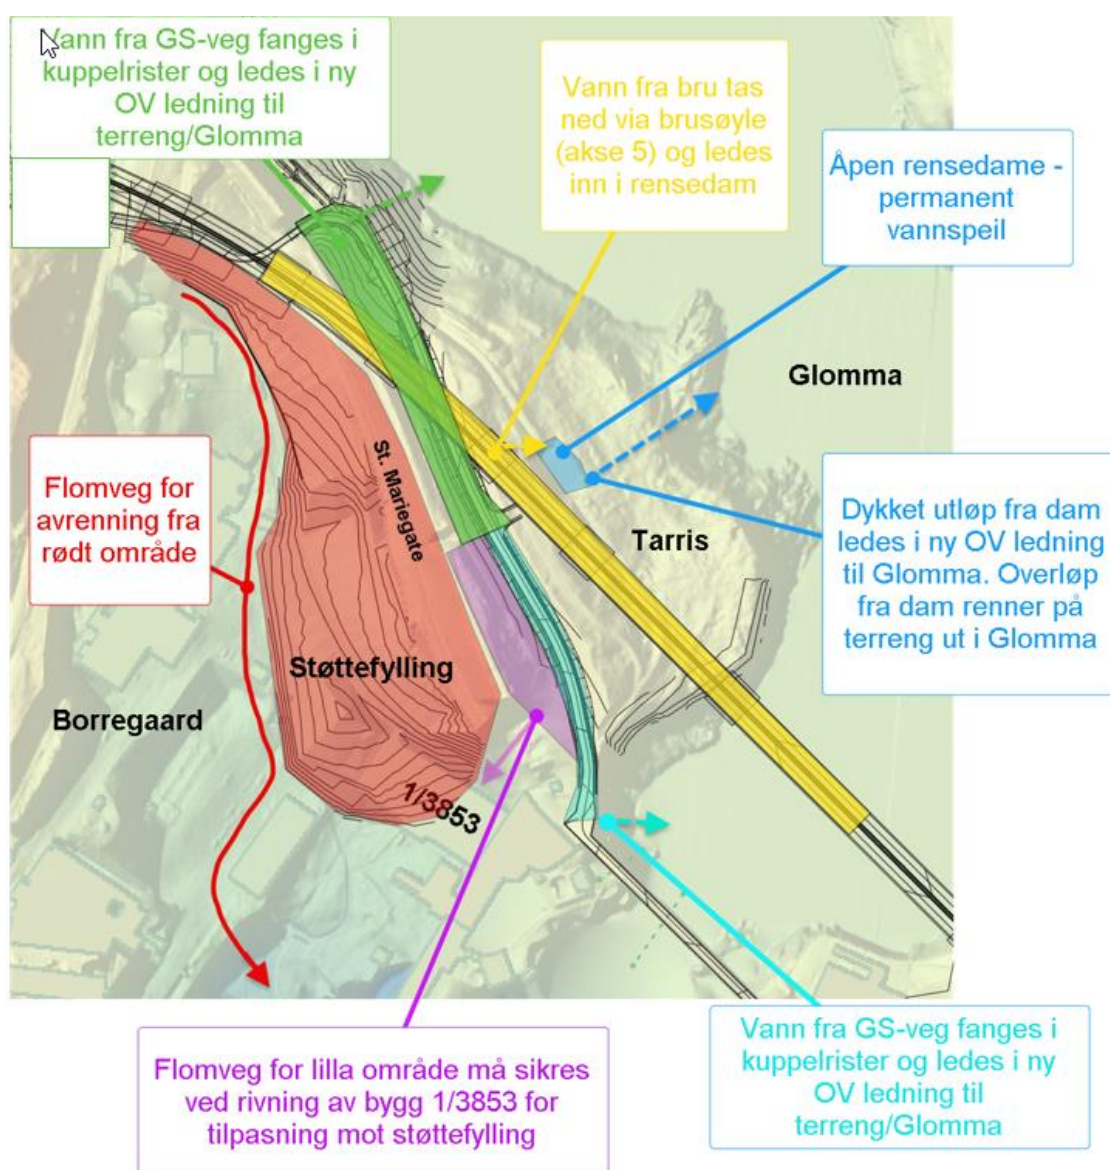 Vann fra GS-veg fanges i
kuppelrister og ledes i ny
OV ledning til
terreng/Glomma
Vann fra bru tas
ned via brusøyle
(akse 5) og ledes
inn i rensedam
Åpen rensedame -
permanent
vannspeil
Glomma
Flomveg for
avrenning fra
rødt område
St. Mariegate
Tarris
Dykket utløp fra dam
ledes i ny OV ledning
til Glomma. Overløp
fra dam renner på
terreng ut i Glomma
Støttefylling
Borregaard
1/3853
Vann fra GS-veg fanges i
kuppelrister og ledes i ny
OV ledning til
terreng/Glomma
Flomveg for lilla område må sikres
ved rivning av bygg 1/3853 for
tilpasning mot støttefylling